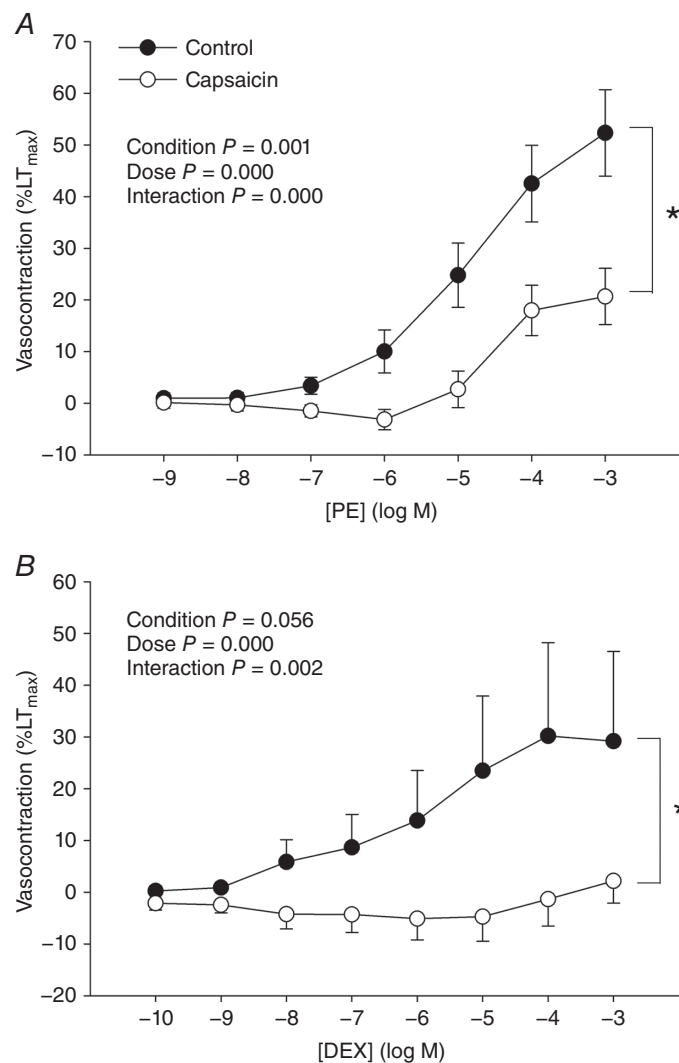 A
70
60
50
40
30
20
10
0
−10
Vasocontraction (%LTmax)
Control
Capsaicin
Condition P = 0.001
Dose P = 0.000
Interaction P = 0.000
*
−9 −8 −7 −6 −5 −4 −3
[PE] (log M)
B
60
50
40
30
20
10
0
−10
−20
Vasocontraction (%LTmax)
Condition P = 0.056
Dose P = 0.000
Interaction P = 0.002
*
−10 −9 −8 −7 −6 −5 −4 −3
[DEX] (log M)